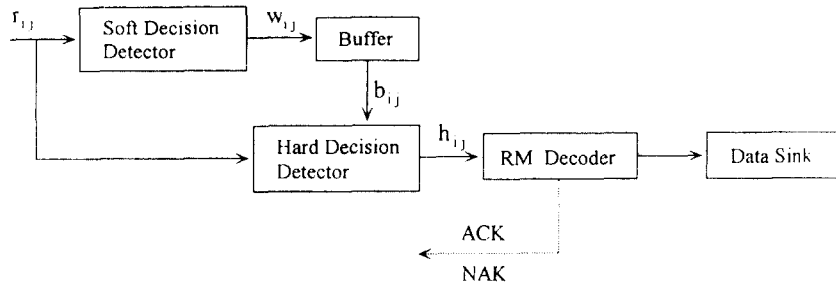 r_ij
Soft Decision
Detector
w_ij
Buffer
b_ij
Hard Decision
Detector
h_ij
RM Decoder
Data Sink
ACK
NAK